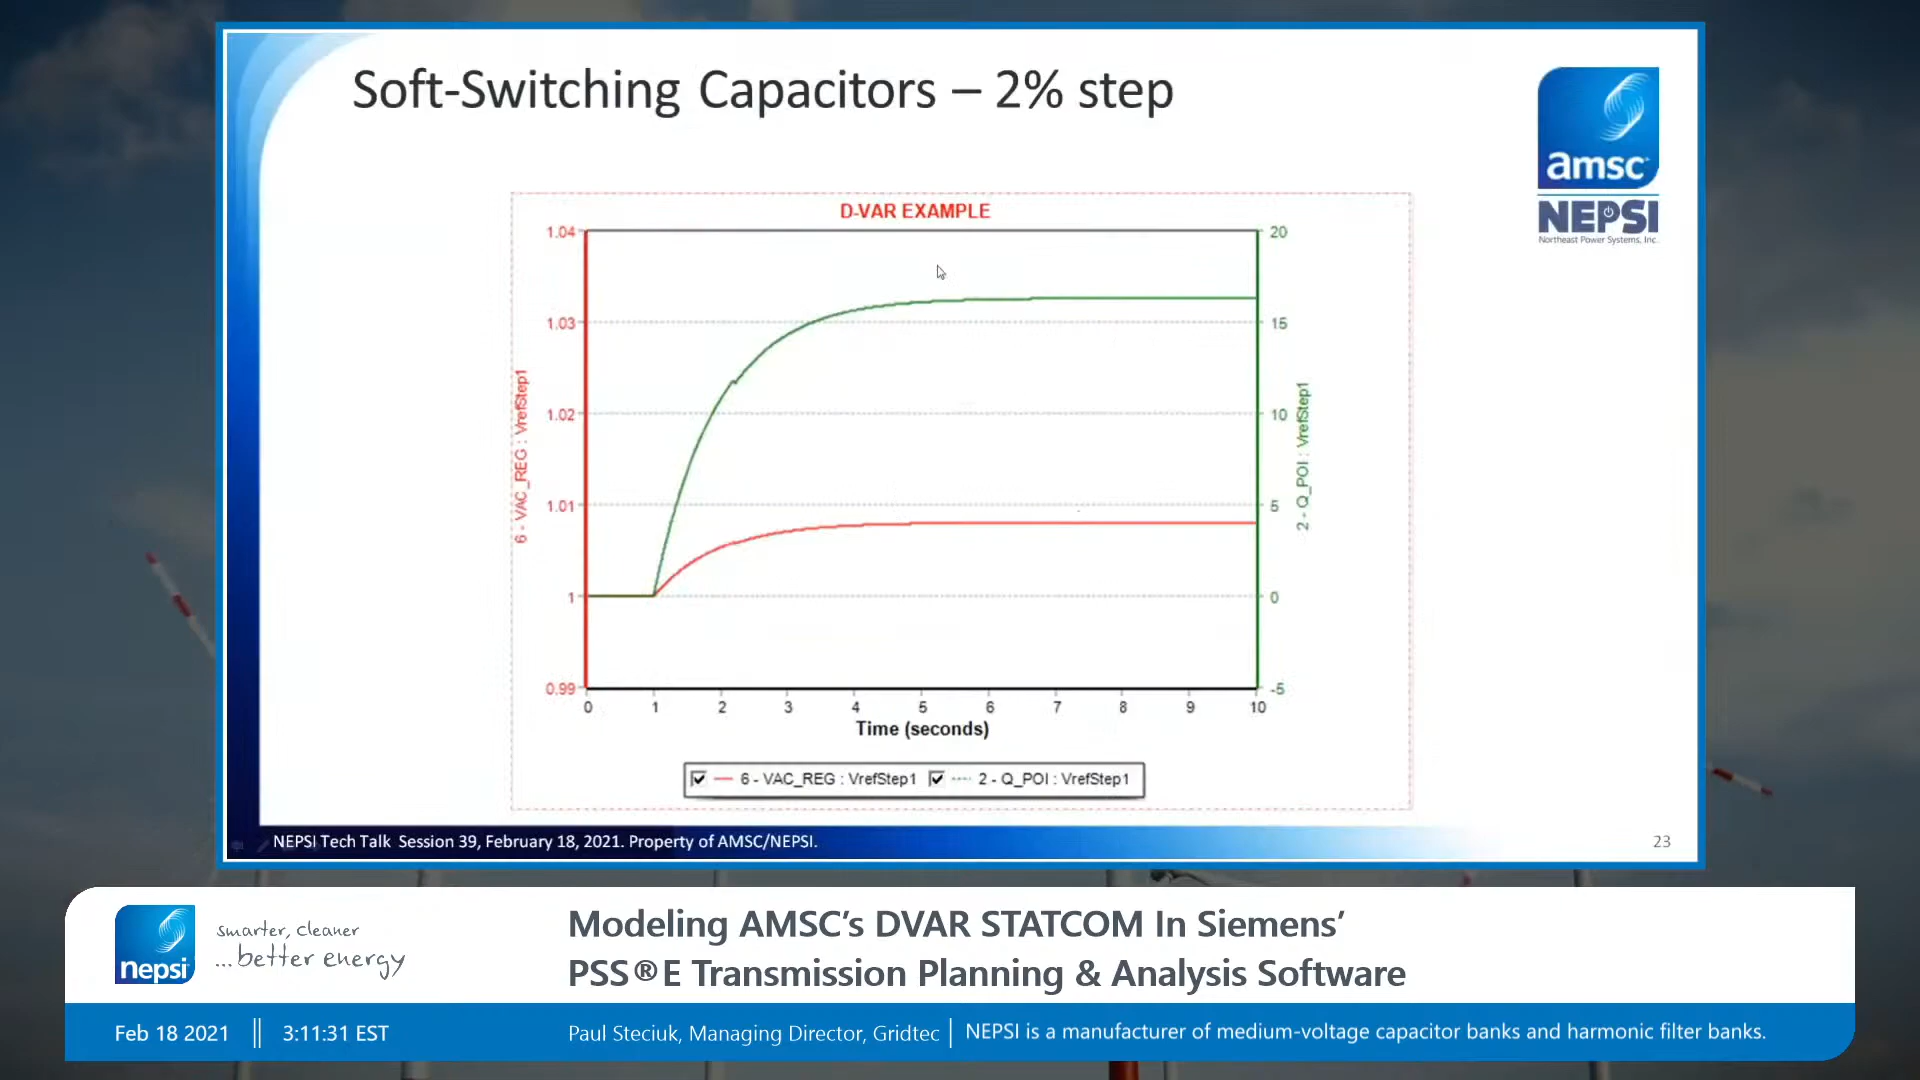 Soft-Switching Capacitors – 2% step
amsc
NEPSI
Northeast Power Systems, Inc.
D-VAR EXAMPLE
1.04
1.03
1.02
1.01
1
0.99
6 - VAC_REG : VrefStep1
20
15
10
5
0
-5
2 - Q_POI : VrefStep1
0 1 2 3 4 5 6 7 8 9 10
Time (seconds)
6 - VAC_REG : VrefStep1 2 - Q_POI : VrefStep1
NEPSI Tech Talk Session 39, February 18, 2021. Property of AMSC/NEPSI.
23
nepsi
smarter, cleaner
...better energy
Modeling AMSC’s DVAR STATCOM In Siemens’
PSS®E Transmission Planning & Analysis Software
Feb 18 2021 || 3:11:31 EST
Paul Steciuk, Managing Director, Gridtec | NEPSI is a manufacturer of medium-voltage capacitor banks and harmonic filter banks.